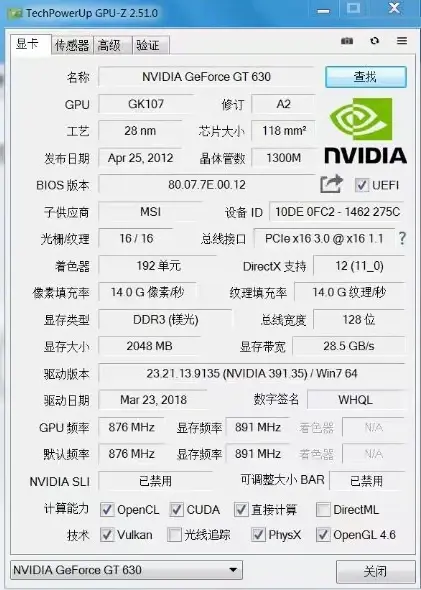 TechPowerUp GPU-Z 2.51.0
显卡 传感器 高级 验证
名称 NVIDIA GeForce GT 630 查找
GPU GK107 修订 A2
工艺 28 nm 芯片大小 118 mm²
发布日期 Apr 25, 2012 晶体管数 1300M
NVIDIA
BIOS 版本 80.07.7E.00.12 UEFI
子供应商 MSI 设备 ID 10DE 0FC2 - 1462 275C
光栅/纹理 16 / 16 总线接口 PCIe x16 3.0 @ x16 1.1 ?
着色器 192 单元 DirectX 支持 12 (11_0)
像素填充率 14.0 G 像素/秒 纹理填充率 14.0 G 纹理/秒
显存类型 DDR3 (镁光) 总线宽度 128 位
显存大小 2048 MB 显存带宽 28.5 GB/s
驱动版本 23.21.13.9135 (NVIDIA 391.35) / Win7 64
驱动日期 Mar 23, 2018 数字签名 WHQL
GPU 频率 876 MHz 显存频率 891 MHz 着色器 N/A
默认频率 876 MHz 显存频率 891 MHz 着色器 N/A
NVIDIA SLI 已禁用 可调整大小 BAR 已禁用
计算能力 OpenCL CUDA 直接计算 DirectML
技术 Vulkan 光线追踪 PhysX OpenGL 4.6
NVIDIA GeForce GT 630 关闭